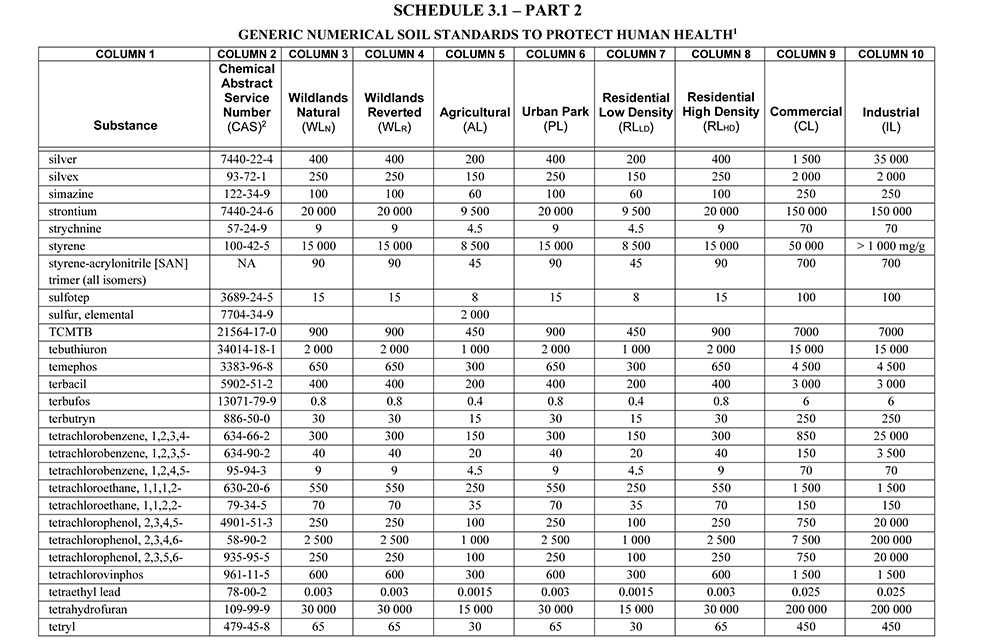 SCHEDULE 3.1 – PART 2
GENERIC NUMERICAL SOIL STANDARDS TO PROTECT HUMAN HEALTH¹
COLUMN 1 COLUMN 2 COLUMN 3 COLUMN 4 COLUMN 5 COLUMN 6 COLUMN 7 COLUMN 8 COLUMN 9 COLUMN 10
Substance Chemical Abstract Service Number (CAS)² Wildlands Natural (WLN) Wildlands Reverted (WLR) Agricultural (AL) Urban Park (PL) Residential Low Density (RLLD) Residential High Density (RLHD) Commercial (CL) Industrial (IL)
silver 7440-22-4 400 400 200 400 200 400 1 500 35 000
silvex 93-72-1 250 250 150 250 150 250 2 000 2 000
simazine 122-34-9 100 100 60 100 60 100 250 250
strontium 7440-24-6 20 000 20 000 9 500 20 000 9 500 20 000 150 000 150 000
strychnine 57-24-9 9 9 4.5 9 4.5 9 70 70
styrene 100-42-5 15 000 15 000 8 500 15 000 8 500 15 000 50 000 > 1 000 mg/g
styrene-acrylonitrile [SAN] NA 90 90 45 90 45 90 700 700
trimer (all isomers)
sulfotep 3689-24-5 15 15 8 15 8 15 100 100
sulfur, elemental 7704-34-9 2 000
TCMTB 21564-17-0 900 900 450 900 450 900 7000 7000
tebuthiuron 34014-18-1 2 000 2 000 1 000 2 000 1 000 2 000 15 000 15 000
temephos 3383-96-8 650 650 300 650 300 650 4 500 4 500
terbacil 5902-51-2 400 400 200 400 200 400 3 000 3 000
terbufos 13071-79-9 0.8 0.8 0.4 0.8 0.4 0.8 6 6
terbutryn 886-50-0 30 30 15 30 15 30 250 250
tetrachlorobenzene, 1,2,3,4- 634-66-2 300 300 150 300 150 300 850 25 000
tetrachlorobenzene, 1,2,3,5- 634-90-2 40 40 20 40 20 40 150 3 500
tetrachlorobenzene, 1,2,4,5- 95-94-3 9 9 4.5 9 4.5 9 70 70
tetrachloroethane, 1,1,1,2- 630-20-6 550 550 250 550 250 550 1 500 1 500
tetrachloroethane, 1,1,2,2- 79-34-5 70 70 35 70 35 70 150 150
tetrachlorophenol, 2,3,4,5- 4901-51-3 250 250 100 250 100 250 750 20 000
tetrachlorophenol, 2,3,4,6- 58-90-2 2 500 2 500 1 000 2 500 1 000 2 500 7 500 200 000
tetrachlorophenol, 2,3,5,6- 935-95-5 250 250 100 250 100 250 750 20 000
tetrachlorovinphos 961-11-5 600 600 300 600 300 600 1 500 1 500
tetraethyl lead 78-00-2 0.003 0.003 0.0015 0.003 0.0015 0.003 0.025 0.025
tetrahydrofuran 109-99-9 30 000 30 000 15 000 30 000 15 000 30 000 200 000 200 000
tetryl 479-45-8 65 65 30 65 30 65 450 450